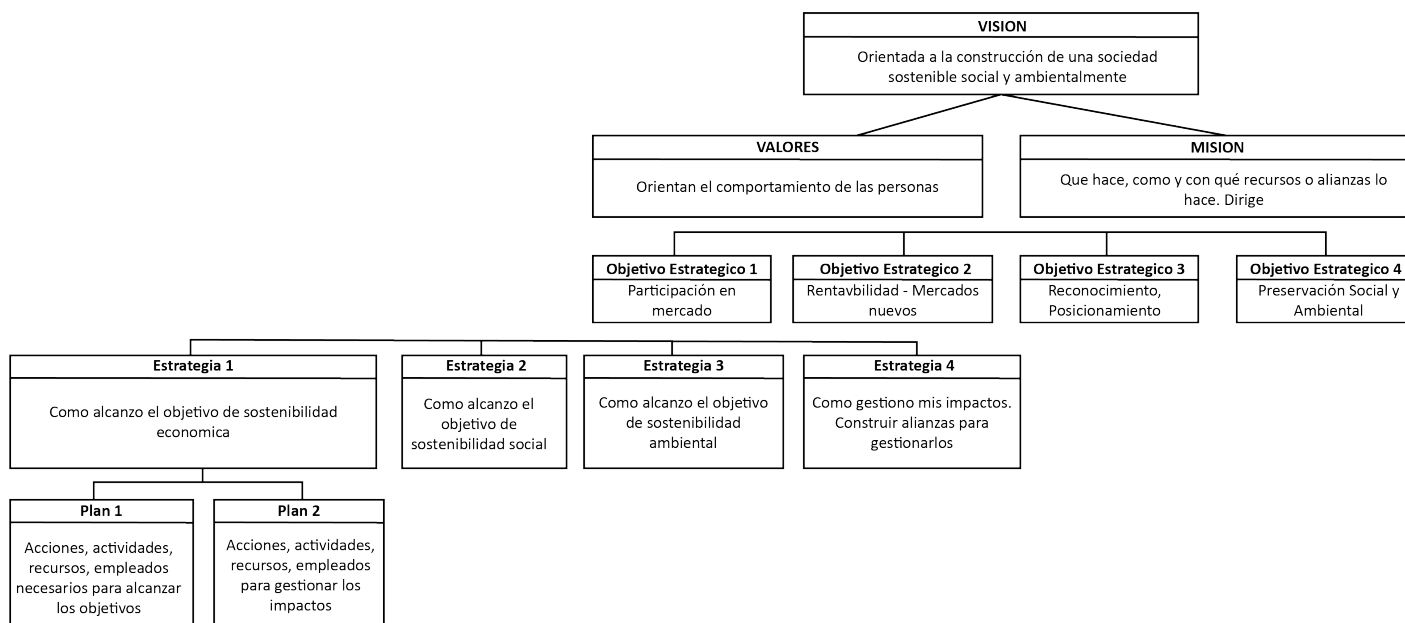 VISION
Orientada a la construcción de una sociedad
sostenible social y ambientalmente
VALORES
Orientan el comportamiento de las personas
MISION
Que hace, como y con qué recursos o alianzas lo
hace. Dirige
Objetivo Estrategico 1
Participación en
mercado
Objetivo Estrategico 2
Rentavbilidad - Mercados
nuevos
Objetivo Estrategico 3
Reconocimiento,
Posicionamiento
Objetivo Estrategico 4
Preservación Social y
Ambiental
Estrategia 1
Como alcanzo el objetivo de sostenibilidad
economica
Estrategia 2
Como alcanzo el
objetivo de
sostenibilidad social
Estrategia 3
Como alcanzo el objetivo
de sostenibilidad
ambiental
Estrategia 4
Como gestiono mis impactos.
Construir alianzas para
gestionarlos
Plan 1
Acciones, actividades,
recursos, empleados
necesarios para alcanzar
los objetivos
Plan 2
Acciones, actividades,
recursos, empleados
para gestionar los
impactos